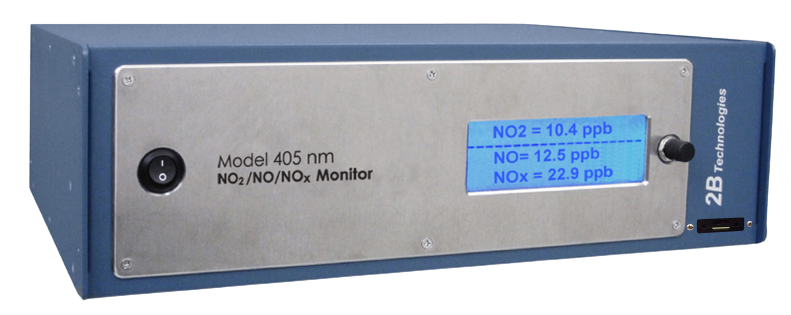 Model 405 nm
NO₂/NO/NOx Monitor
NO2 = 10.4 ppb
NO= 12.5 ppb
NOx = 22.9 ppb
2B Technologies